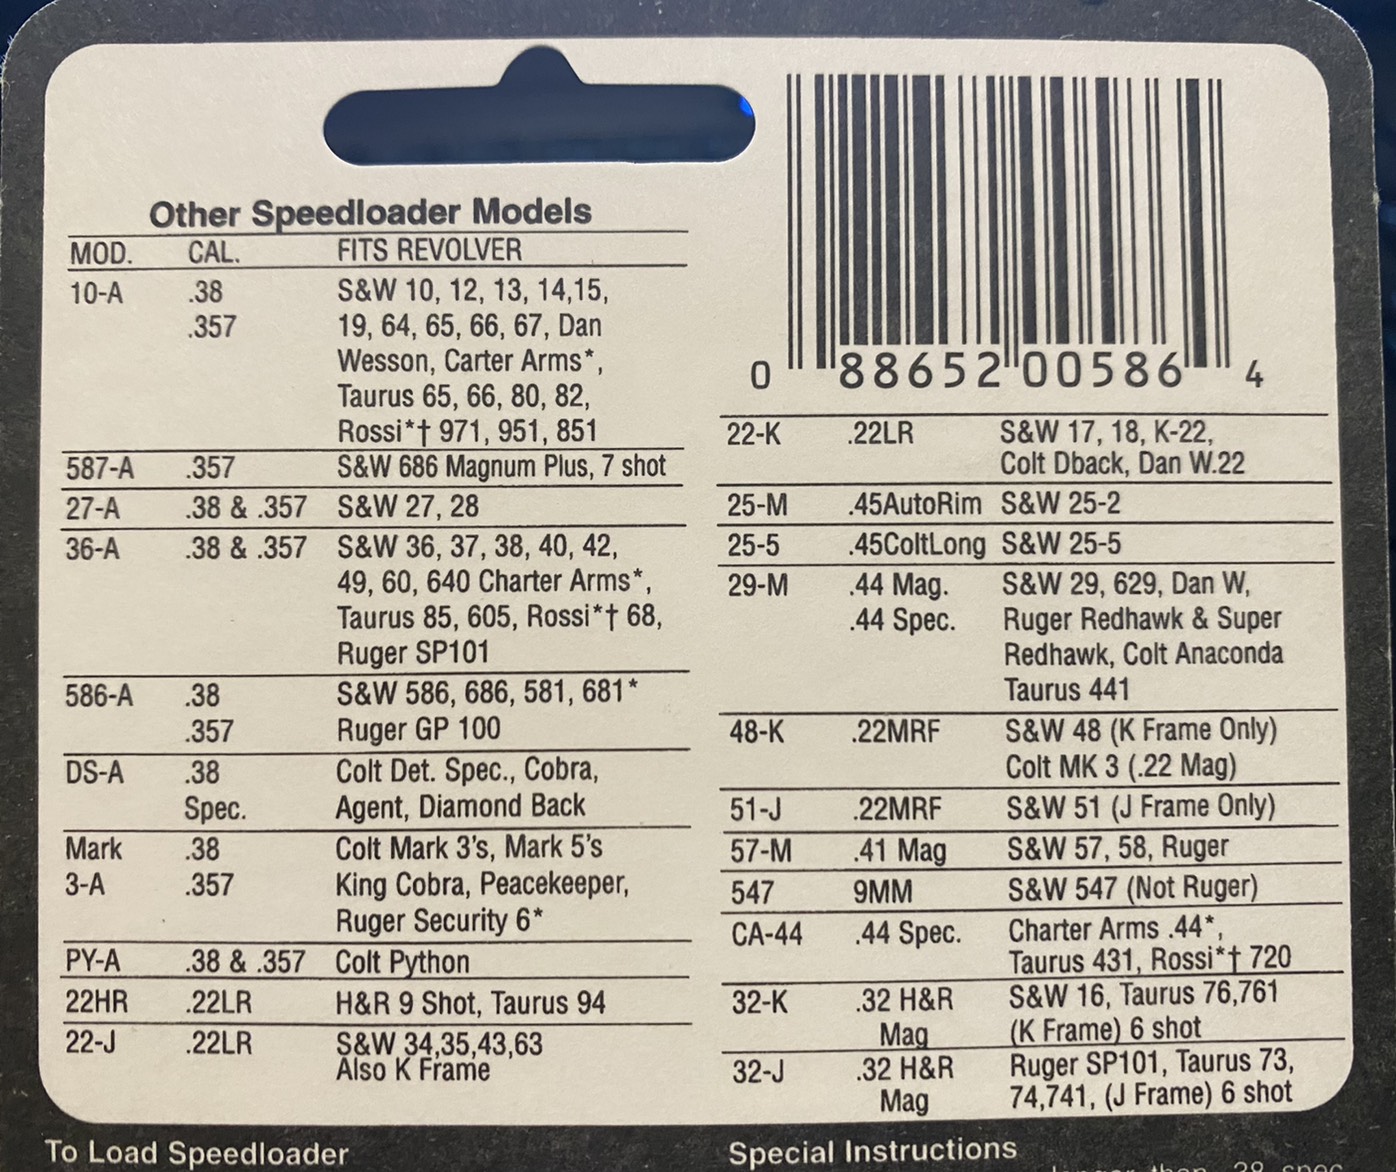 Other Speedloader Models
MOD. CAL. FITS REVOLVER
10-A .38 S&W 10, 12, 13, 14,15,
.357 19, 64, 65, 66, 67, Dan
Wesson, Carter Arms*,
Taurus 65, 66, 80, 82,
Rossi*† 971, 951, 851
587-A .357 S&W 686 Magnum Plus, 7 shot
27-A .38 & .357 S&W 27, 28
36-A .38 & .357 S&W 36, 37, 38, 40, 42,
49, 60, 640 Charter Arms*,
Taurus 85, 605, Rossi*† 68,
Ruger SP101
586-A .38 S&W 586, 686, 581, 681*
.357 Ruger GP 100
DS-A .38 Colt Det. Spec., Cobra,
Spec. Agent, Diamond Back
Mark .38 Colt Mark 3's, Mark 5's
3-A .357 King Cobra, Peacekeeper,
Ruger Security 6*
PY-A .38 & .357 Colt Python
22HR .22LR H&R 9 Shot, Taurus 94
22-J .22LR S&W 34,35,43,63
Also K Frame
0 88652 00586 4
22-K .22LR S&W 17, 18, K-22,
Colt Dback, Dan W.22
25-M .45AutoRim S&W 25-2
25-5 .45ColtLong S&W 25-5
29-M .44 Mag. S&W 29, 629, Dan W,
.44 Spec. Ruger Redhawk & Super
Redhawk, Colt Anaconda
Taurus 441
48-K .22MRF S&W 48 (K Frame Only)
Colt MK 3 (.22 Mag)
51-J .22MRF S&W 51 (J Frame Only)
57-M .41 Mag S&W 57, 58, Ruger
547 9MM S&W 547 (Not Ruger)
CA-44 .44 Spec. Charter Arms .44*,
Taurus 431, Rossi*† 720
32-K .32 H&R S&W 16, Taurus 76,761
Mag (K Frame) 6 shot
32-J .32 H&R Ruger SP101, Taurus 73,
Mag 74,741, (J Frame) 6 shot
To Load Speedloader
Special Instructions